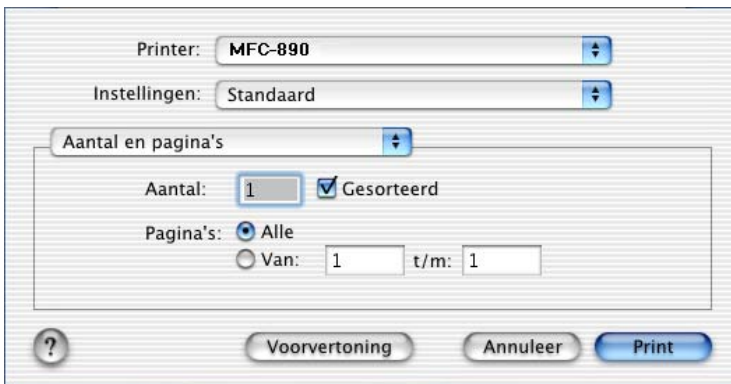 Printer: MFC-890
Instellingen: Standaard
Aantal en pagina's
Aantal: 1 Gesorteerd
Pagina's: Alle
Van: 1 t/m: 1
? Voorvertoning Annuleer Print